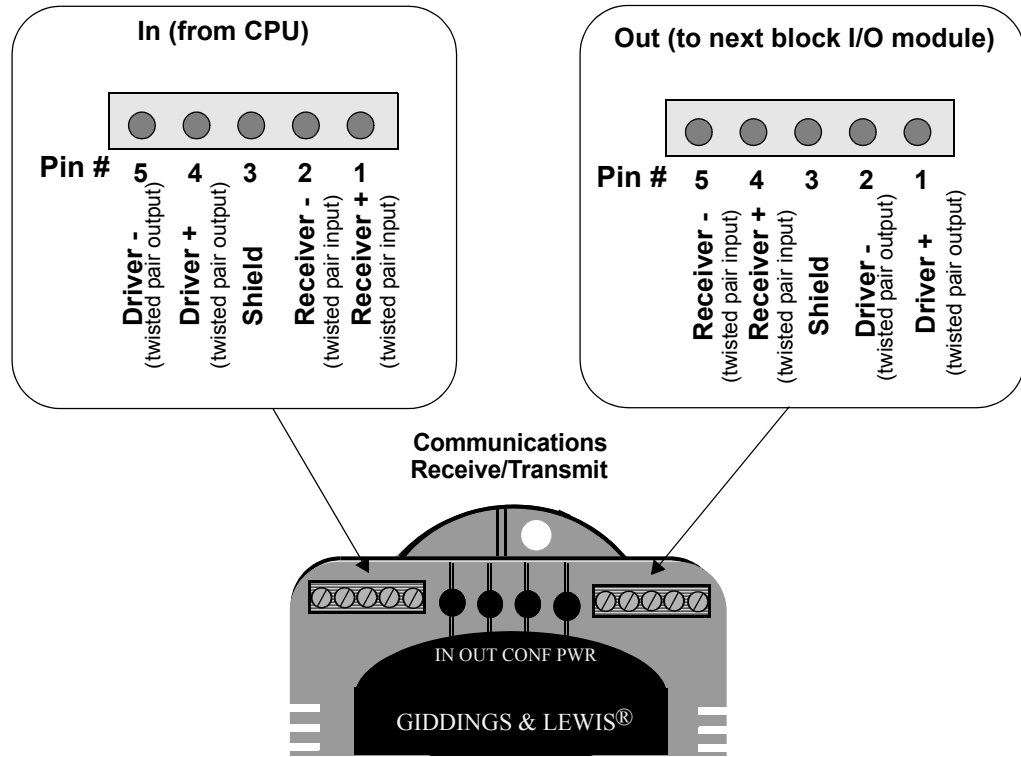 In (from CPU)
Pin # 5 4 3 2 1
Driver -
(twisted pair output)
Driver +
(twisted pair output)
Shield
Receiver -
(twisted pair input)
Receiver +
(twisted pair input)
Out (to next block I/O module)
Pin # 5 4 3 2 1
Receiver -
(twisted pair input)
Receiver +
(twisted pair input)
Shield
Driver -
(twisted pair output)
Driver +
(twisted pair output)
Communications
Receive/Transmit
IN OUT CONF PWR
GIDDINGS & LEWIS®